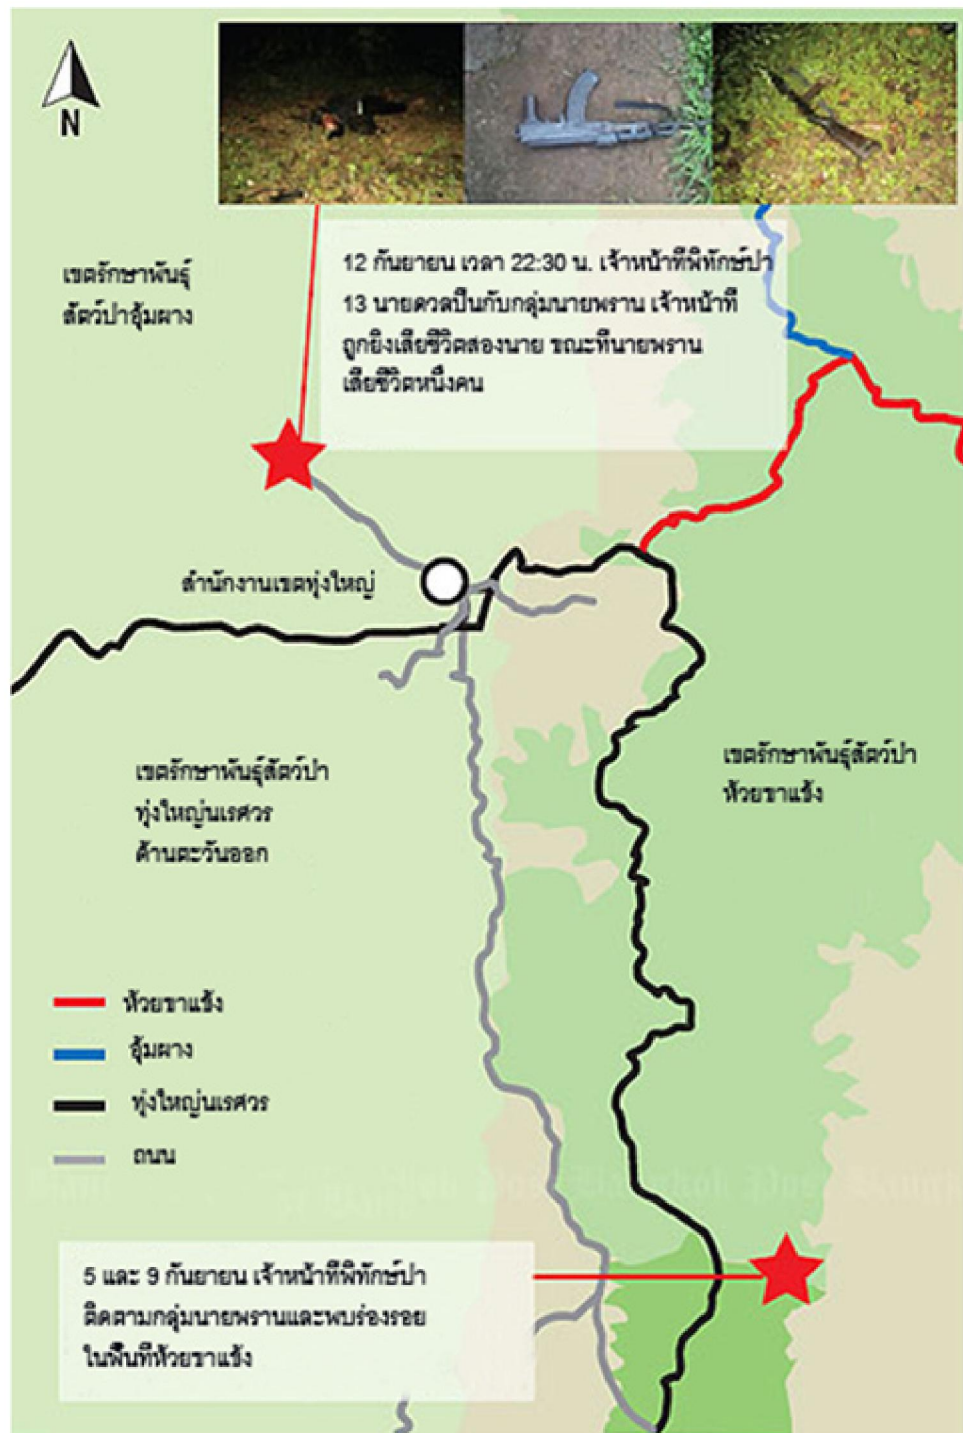 N
เขตรักษาพันธุ์
สัตว์ป่าอุ้มผาง
12 กันยายน เวลา 22:30 น. เจ้าหน้าที่พิทักษ์ป่า
13 นายดวลปืนกับกลุ่มนายพราน เจ้าหน้าที่
ถูกยิงเสียชีวิตสองนาย ขณะที่นายพราน
เสียชีวิตหนึ่งคน
สำนักงานเขตทุ่งใหญ่
เขตรักษาพันธุ์สัตว์ป่า
ทุ่งใหญ่นเรศวร
ด้านตะวันออก
เขตรักษาพันธุ์สัตว์ป่า
ห้วยขาแข้ง
ห้วยขาแข้ง
อุ้มผาง
ทุ่งใหญ่นเรศวร
ถนน
5 และ 9 กันยายน เจ้าหน้าที่พิทักษ์ป่า
ติดตามกลุ่มนายพรานและพบร่องรอย
ในพื้นที่ห้วยขาแข้ง